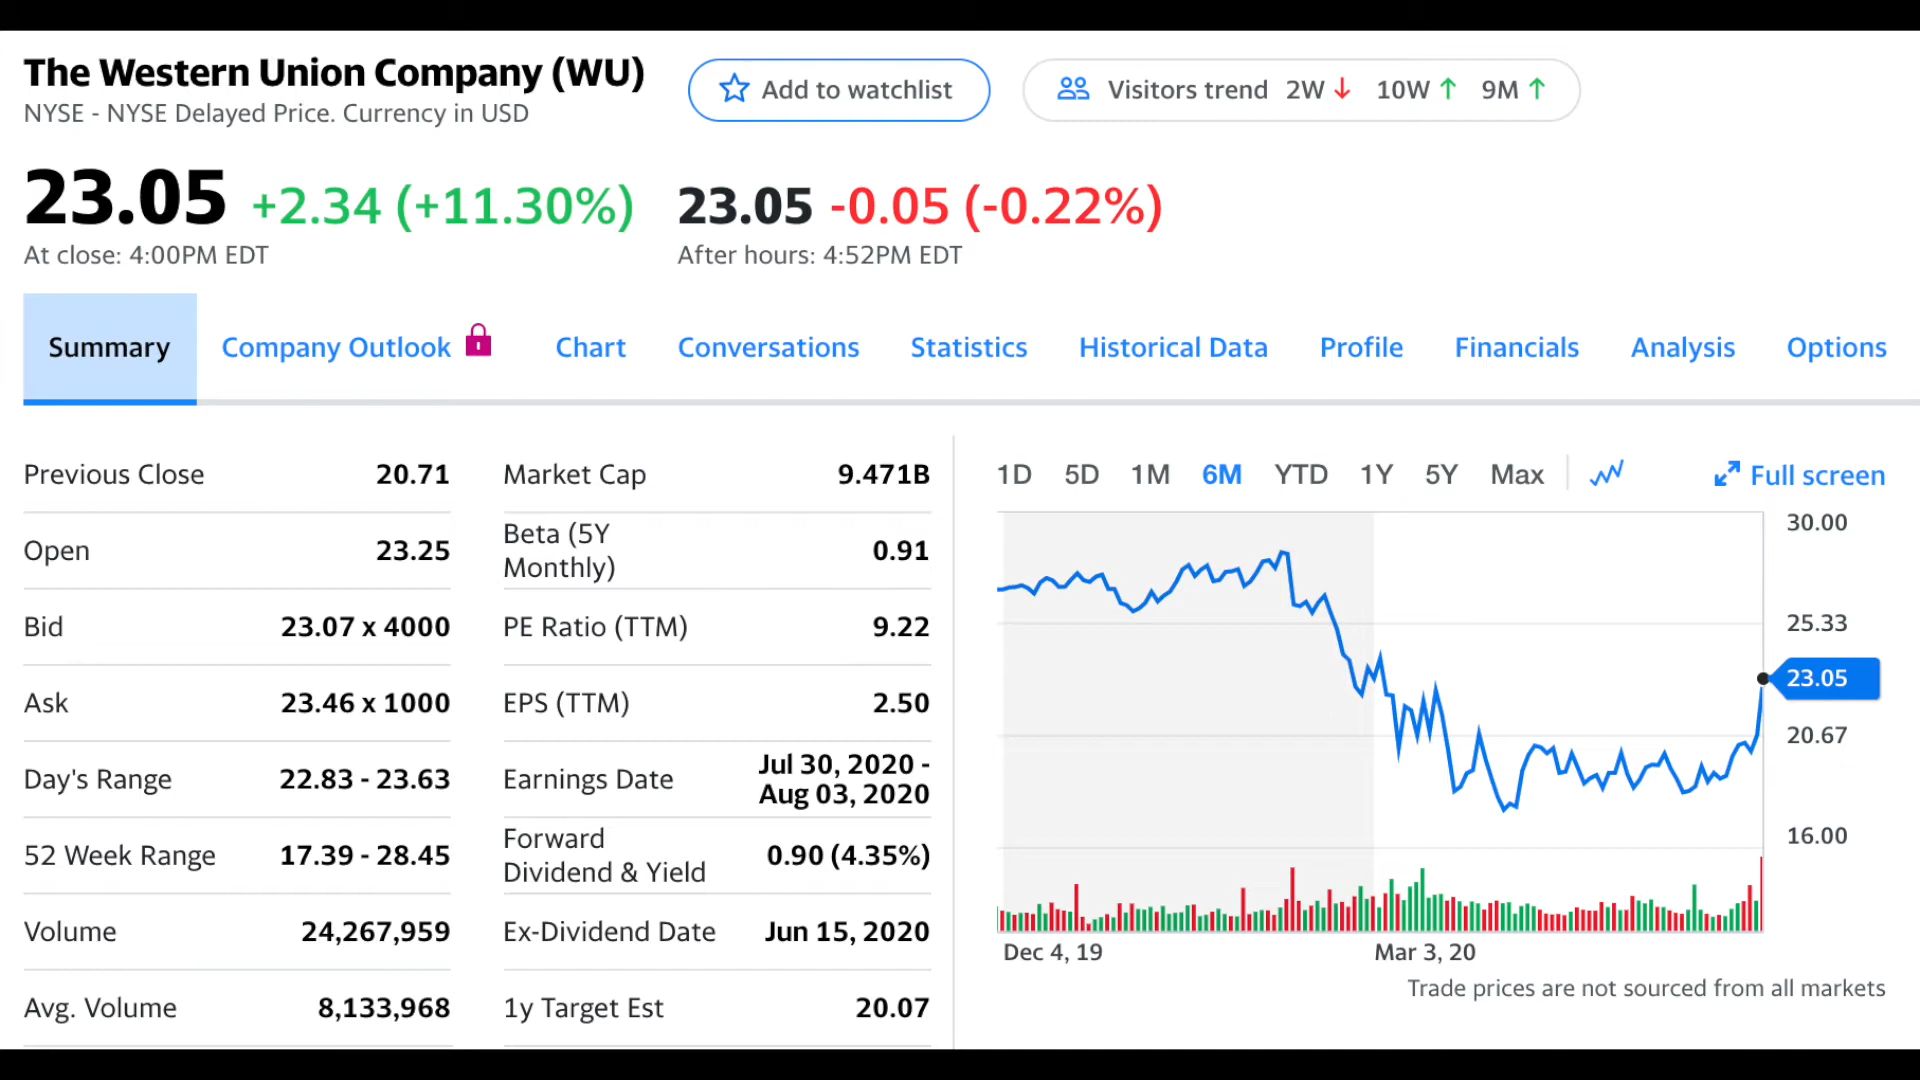 The Western Union Company (WU)
NYSE - NYSE Delayed Price. Currency in USD
Add to watchlist
Visitors trend 2W ↓ 10W ↑ 9M ↑
23.05 +2.34 (+11.30%)
At close: 4:00PM EDT
23.05 -0.05 (-0.22%)
After hours: 4:52PM EDT
Summary Company Outlook Chart Conversations Statistics Historical Data Profile Financials Analysis Options
Previous Close 20.71
Open 23.25
Bid 23.07 x 4000
Ask 23.46 x 1000
Day's Range 22.83 - 23.63
52 Week Range 17.39 - 28.45
Volume 24,267,959
Avg. Volume 8,133,968
Market Cap 9.471B
Beta (5Y
Monthly) 0.91
PE Ratio (TTM) 9.22
EPS (TTM) 2.50
Earnings Date Jul 30, 2020 -
Aug 03, 2020
Forward
Dividend & Yield 0.90 (4.35%)
Ex-Dividend Date Jun 15, 2020
1y Target Est 20.07
1D 5D 1M 6M YTD 1Y 5Y Max Full screen
30.00
25.33
23.05
20.67
16.00
Dec 4, 19 Mar 3, 20
Trade prices are not sourced from all markets